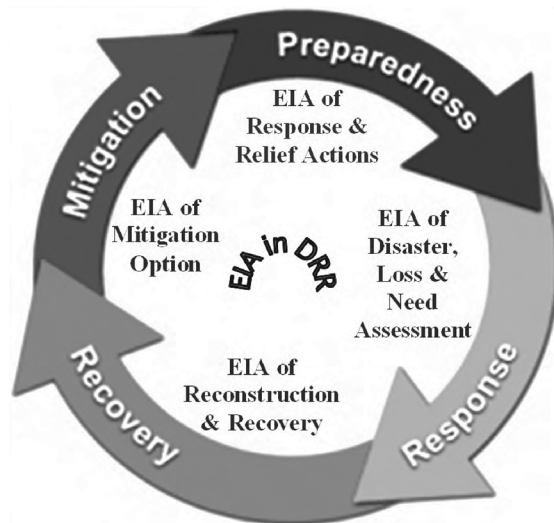 Preparedness
EIA of
Response &
Relief Actions
Mitigation
EIA of
Mitigation
Option
EIA in DRR
EIA of
Disaster,
Loss &
Need
Assessment
EIA of
Reconstruction
& Recovery
Recovery
Response